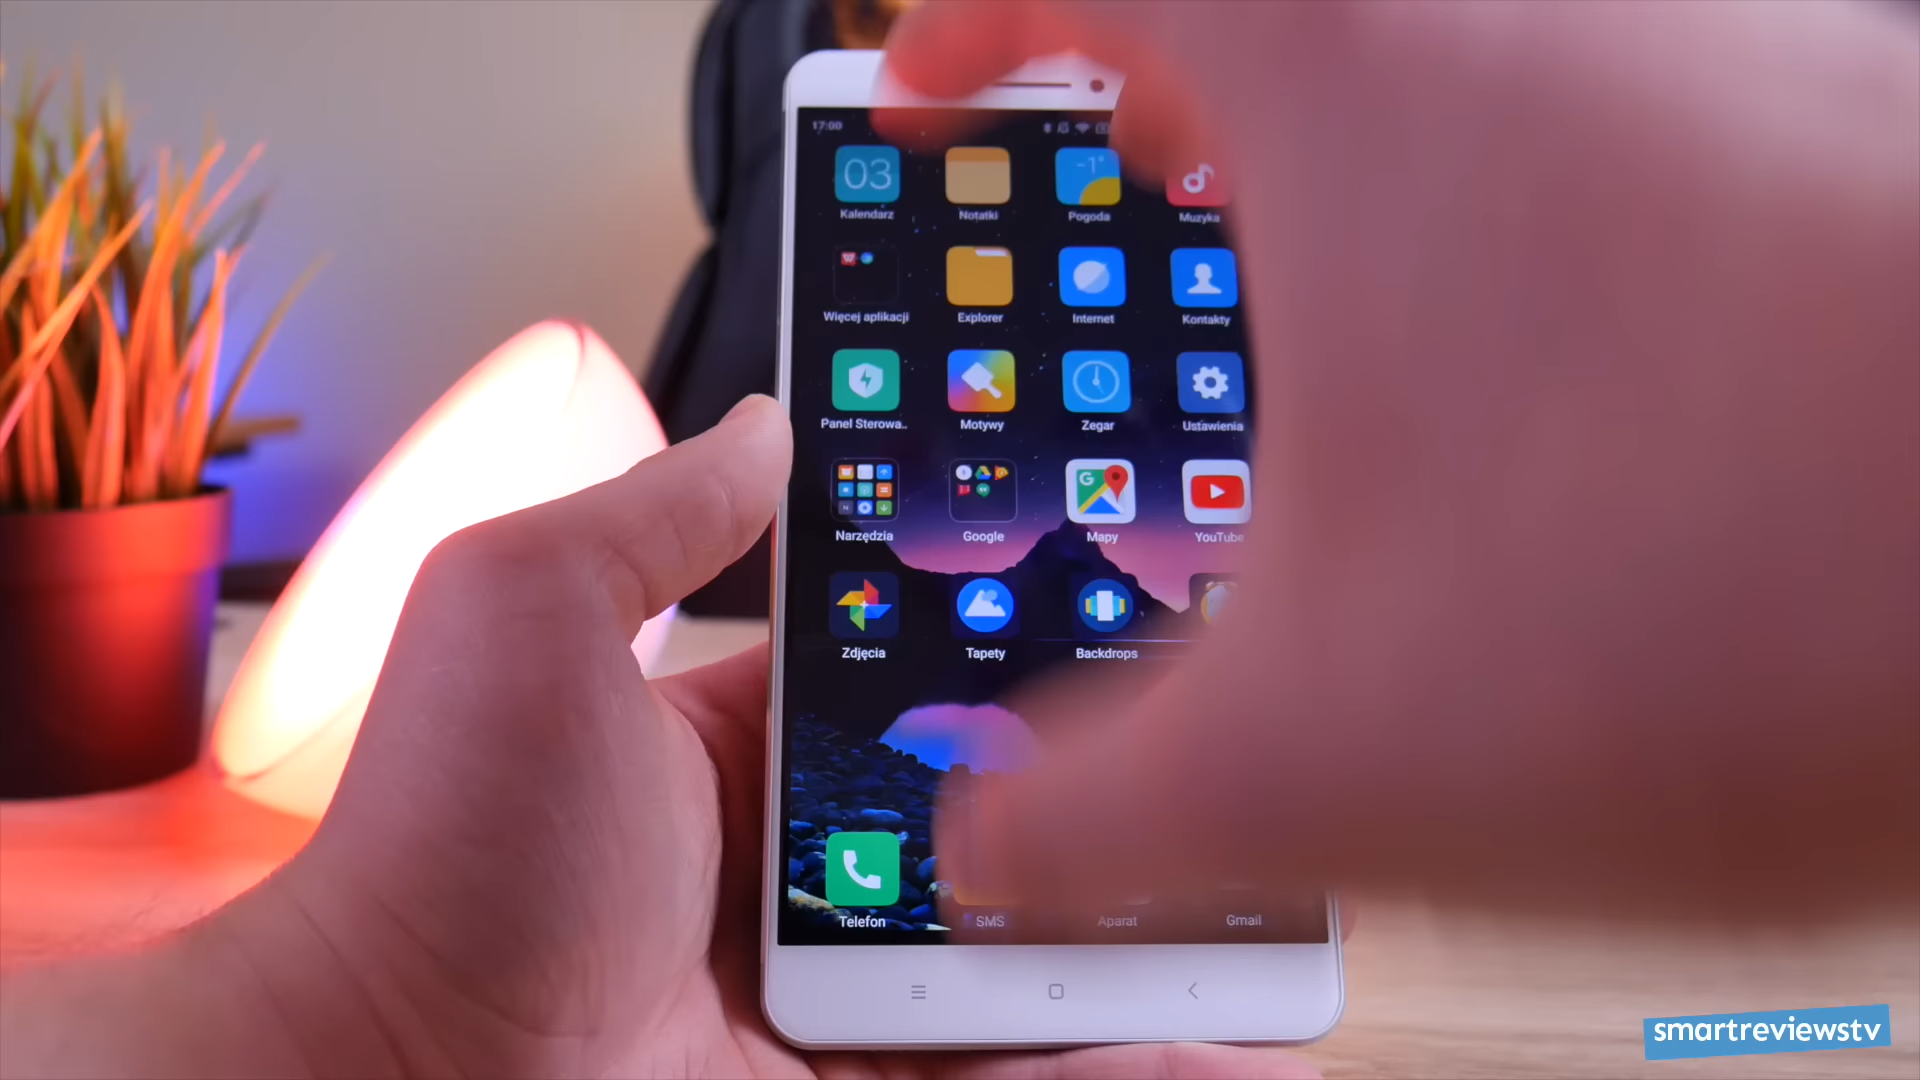 17:00
03
-1°
Kalendarz
Notatki
Pogoda
Muzyka
Więcej aplikacji
Explorer
Internet
Kontakty
Panel Sterowa..
Motywy
Zegar
Ustawienia
G
Narzędzia
Google
Mapy
YouTube
Zdjęcia
Tapety
Backdrops
Telefon
SMS
Aparat
Gmail
smartreviewstv